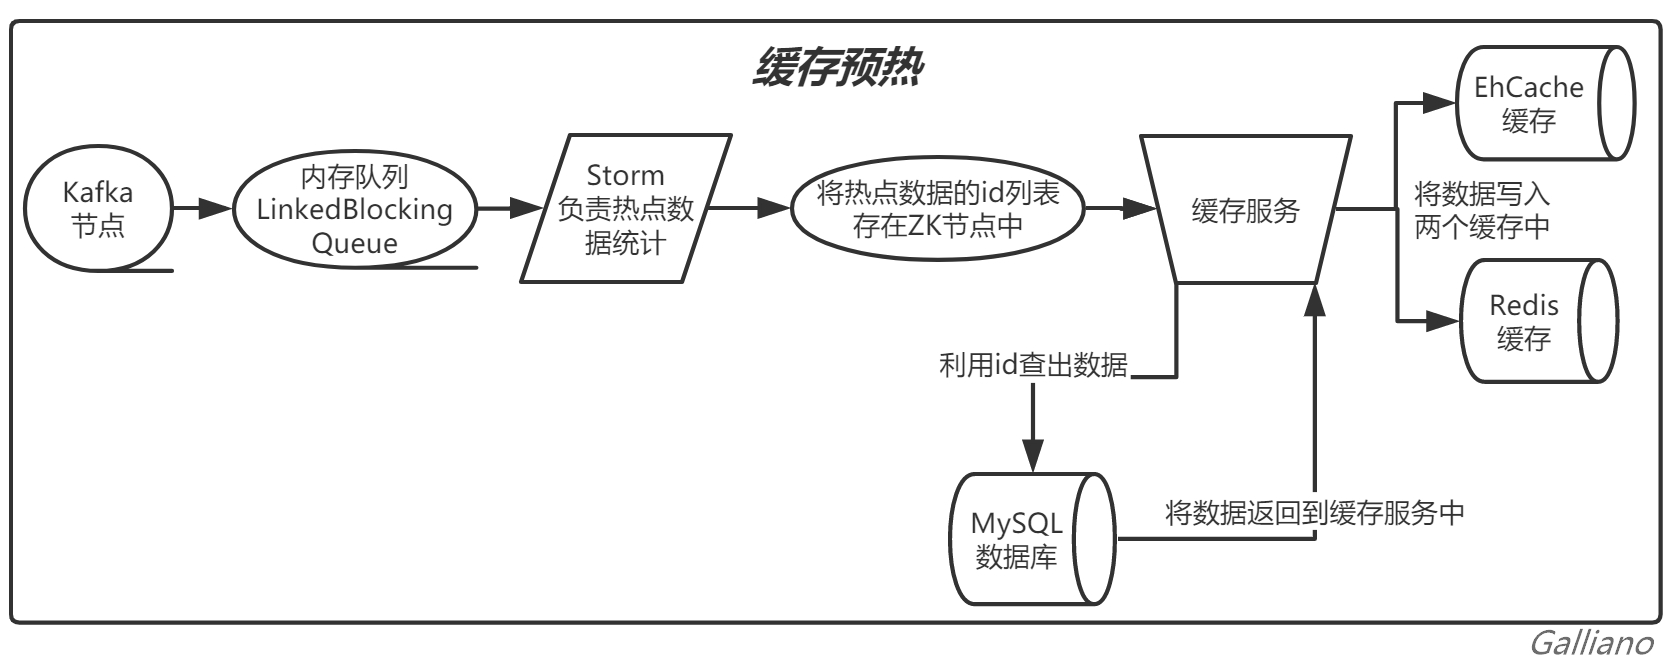 缓存预热
Kafka
节点
内存队列
LinkedBlocking
Queue
Storm
负责热点数
据统计
将热点数据的id列表
存在ZK节点中
缓存服务
EhCache
缓存
将数据写入
两个缓存中
Redis
缓存
利用id查出数据
MySQL
数据库
将数据返回到缓存服务中
Galliano